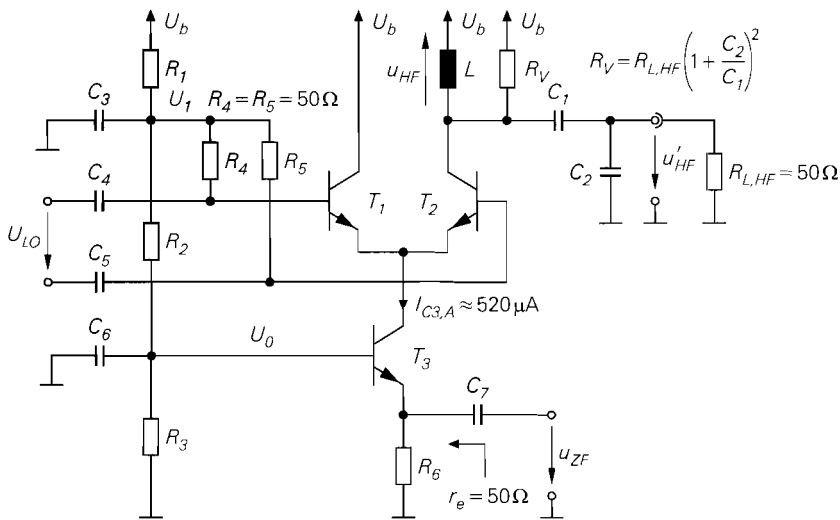 U_b U_b U_b U_b
R_1 u_HF L R_V C_1 R_V = R_L,HF (1 + C_2/C_1)^2
C_3 U_1 R_4 = R_5 = 50Ω
R_4 R_5 C_2 u'_HF R_L,HF = 50Ω
C_4 T_1 T_2
U_LO R_2
C_5
I_C3,A ≈ 520µA
C_6 U_0 T_3
C_7
R_3 R_6 u_ZF
r_e = 50Ω